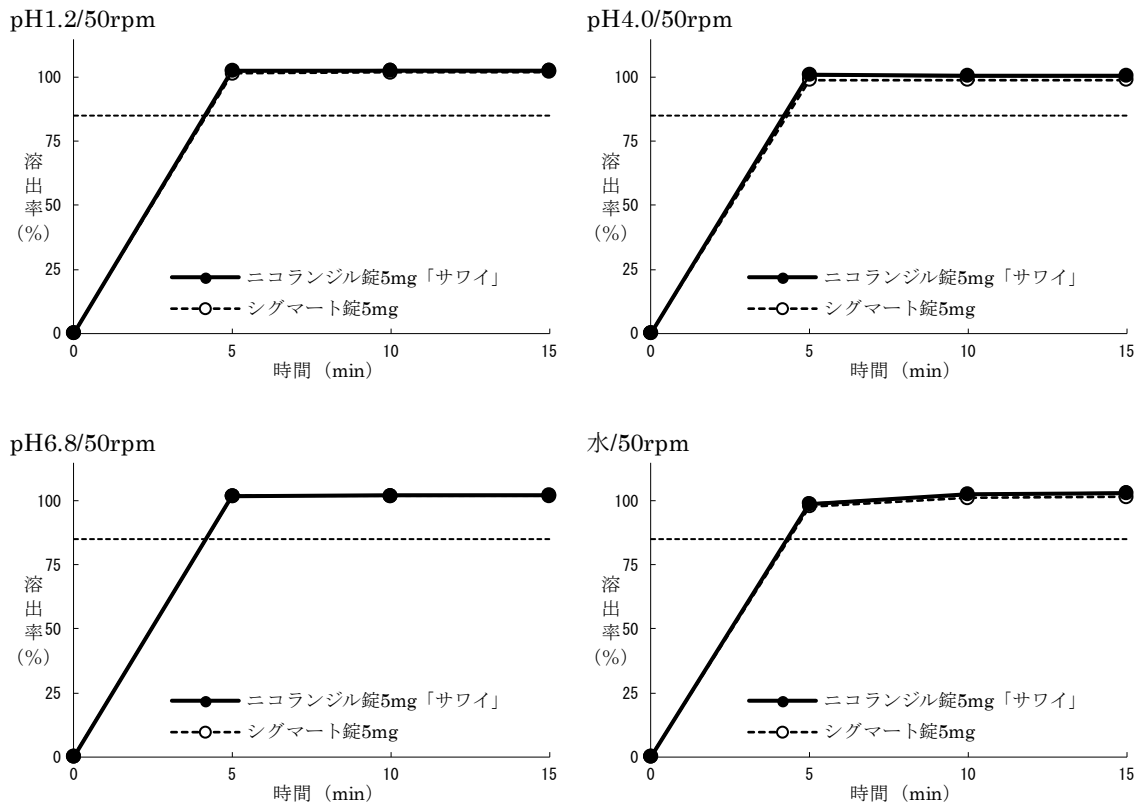 pH1.2/50rpm
100
75
50
25
0
溶出率(%)
ニコランジル錠5mg「サワイ」
シグマート錠5mg
0 5 10 15
時間 (min)
pH4.0/50rpm
100
75
50
25
0
溶出率(%)
ニコランジル錠5mg「サワイ」
シグマート錠5mg
0 5 10 15
時間 (min)
pH6.8/50rpm
100
75
50
25
0
溶出率(%)
ニコランジル錠5mg「サワイ」
シグマート錠5mg
0 5 10 15
時間 (min)
水/50rpm
100
75
50
25
0
溶出率(%)
ニコランジル錠5mg「サワイ」
シグマート錠5mg
0 5 10 15
時間 (min)